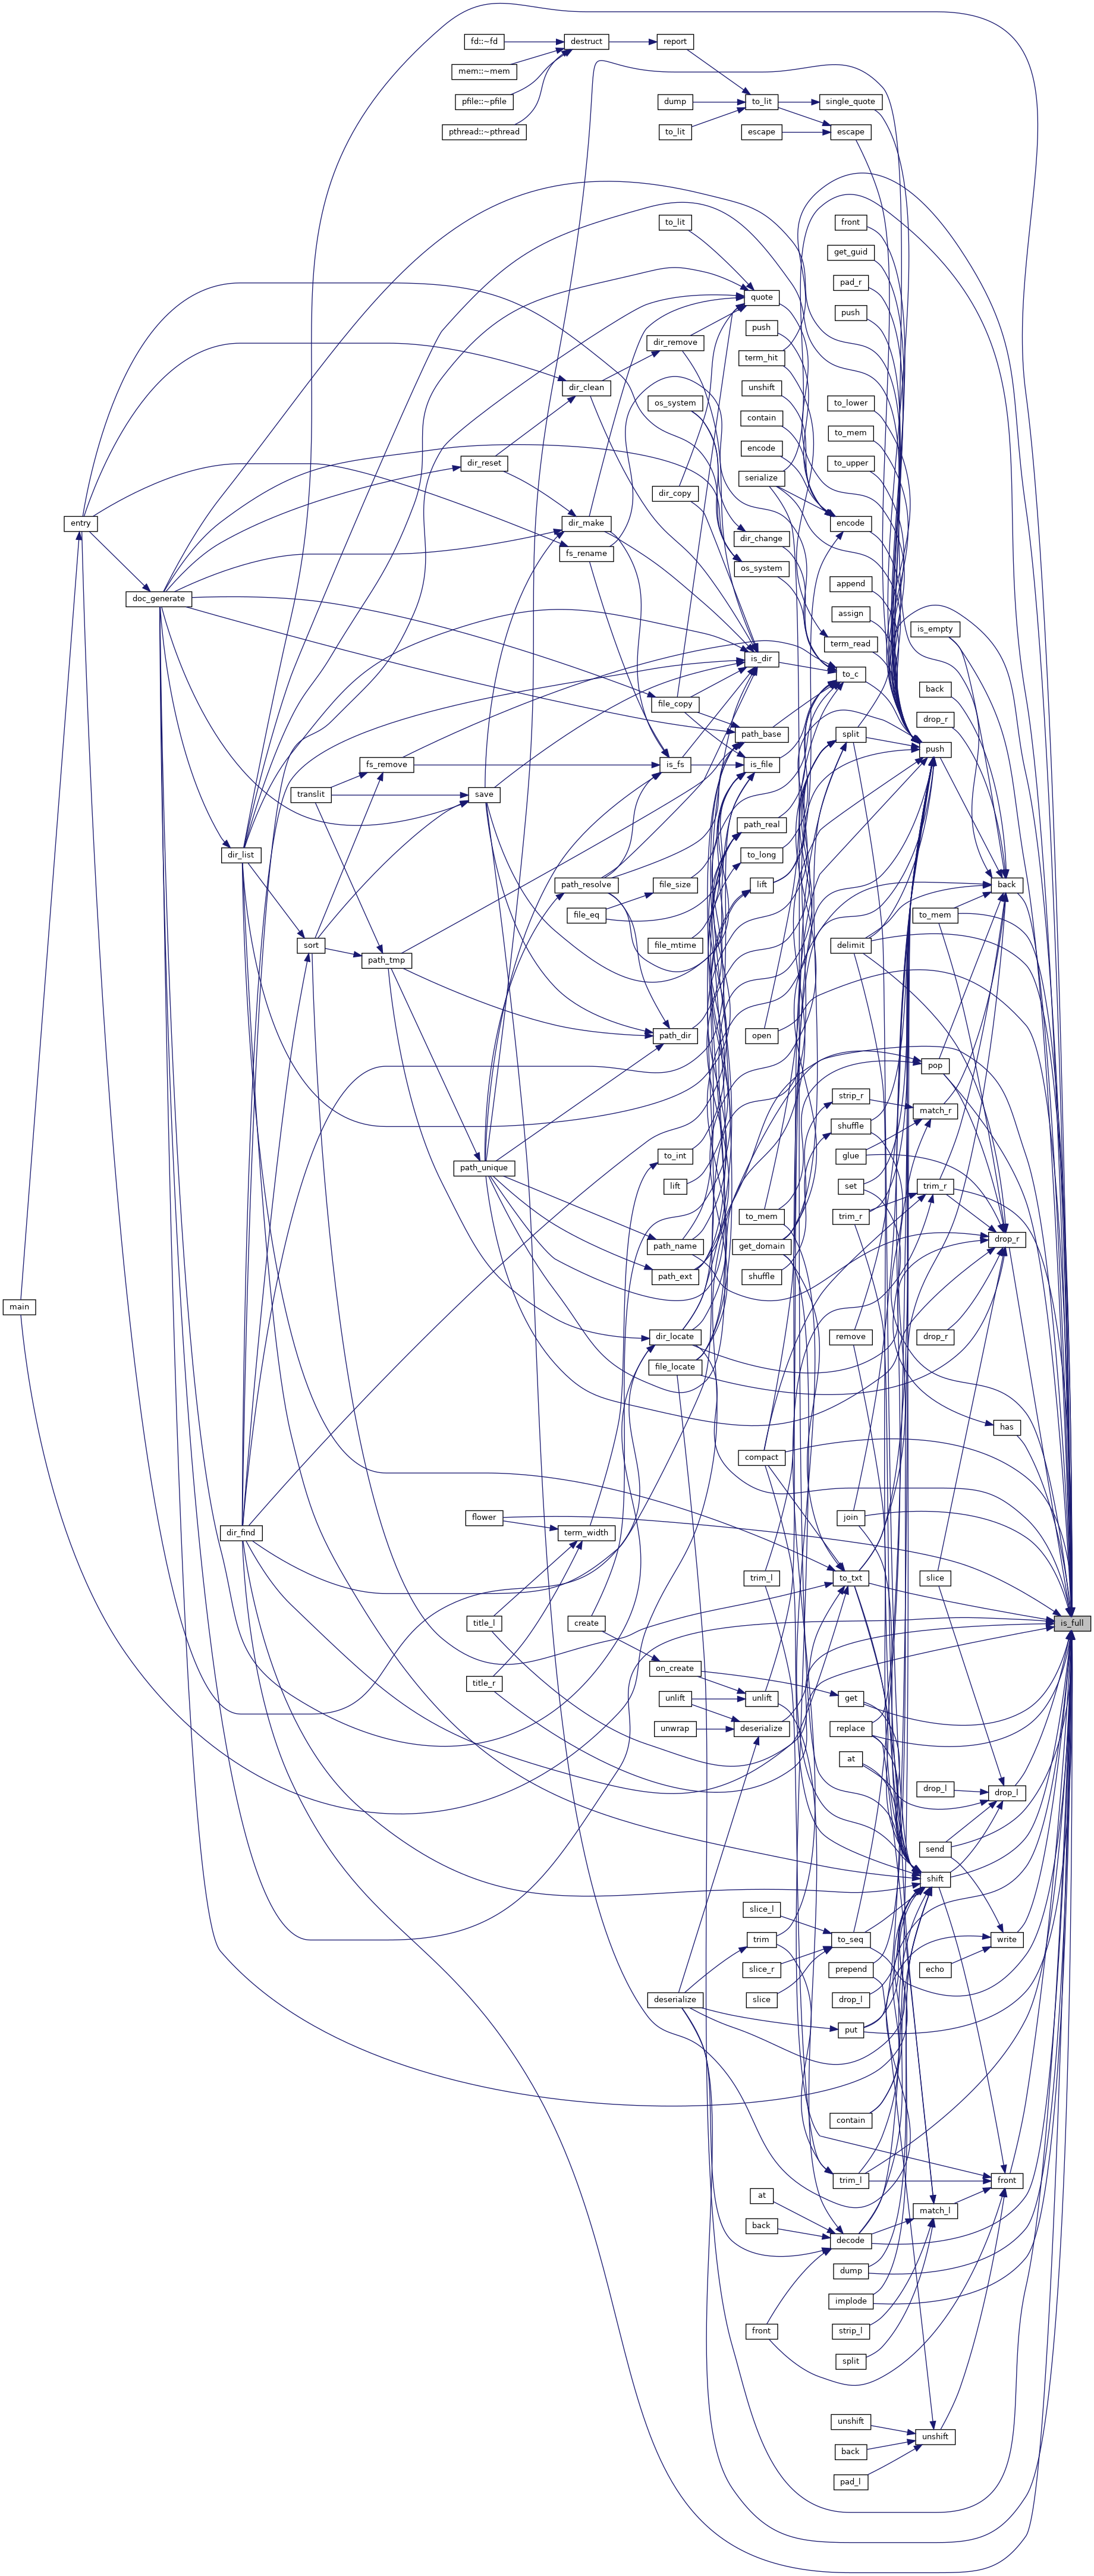 fd::~fd
destruct
report
mem::~mem
pfile::~pfile
dump
to_lit
single_quote
pthread::~pthread
to_lit
escape
escape
to_lit
front
get_guid
pad_r
quote
push
push
dir_remove
term_hit
dir_clean
unshift
os_system
to_lower
contain
to_mem
encode
dir_reset
to_upper
serialize
dir_copy
entry
dir_make
encode
dir_change
fs_rename
os_system
append
doc_generate
assign
is_empty
term_read
is_dir
to_c
back
file_copy
drop_r
path_base
split
push
fs_remove
is_fs
is_file
translit
save
path_real
dir_list
to_long
path_resolve
file_size
lift
back
file_eq
to_mem
sort
file_mtime
delimit
path_tmp
path_dir
open
pop
strip_r
match_r
shuffle
to_int
glue
path_unique
lift
set
trim_r
to_mem
trim_r
path_name
get_domain
drop_r
path_ext
shuffle
main
dir_locate
remove
drop_r
file_locate
has
compact
flower
join
dir_find
term_width
trim_l
to_txt
slice
title_l
create
is_full
on_create
title_r
unlift
unlift
get
unwrap
deserialize
replace
at
drop_l
drop_l
send
shift
slice_l
trim
to_seq
write
slice_r
prepend
echo
deserialize
slice
drop_l
put
contain
trim_l
front
at
match_l
back
decode
dump
implode
front
strip_l
split
unshift
unshift
back
pad_l